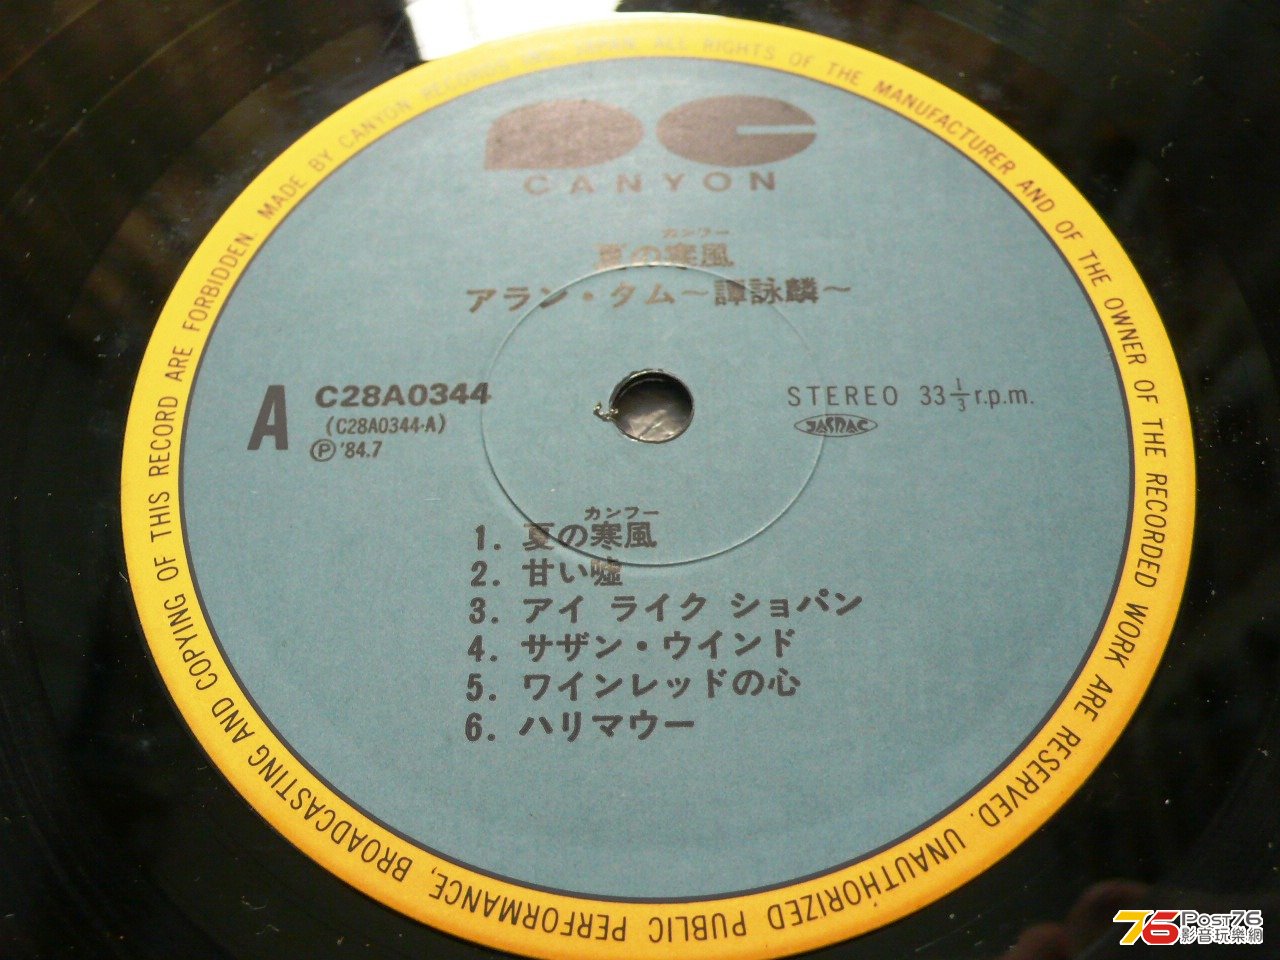 MADE BY CANYON RECORDS INC. JAPAN, ALL RIGHTS OF THE MANUFACTURER AND OF THE OWNER OF THE RECORDED WORK ARE RESERVED. UNAUTHORIZED PUBLIC PERFORMANCE, BROADCASTING AND COPYING OF THIS RECORD ARE FORBIDDEN.
CANYON
カンフー
夏の寒風
アラン・タム～譚詠麟～
A
C28A0344
(C28A0344-A)
Ⓟ '84.7
STEREO 33 1/3 r.p.m.
JASRAC
カンフー
1. 夏の寒風
2. 甘い嘘
3. アイ ライク ショパン
4. サザン・ウインド
5. ワインレッドの心
6. ハリマウー
76 Post76
影音玩樂網